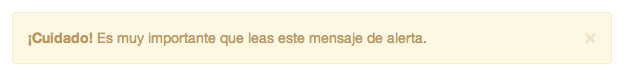 ¡Cuidado! Es muy importante que leas este mensaje de alerta. ×